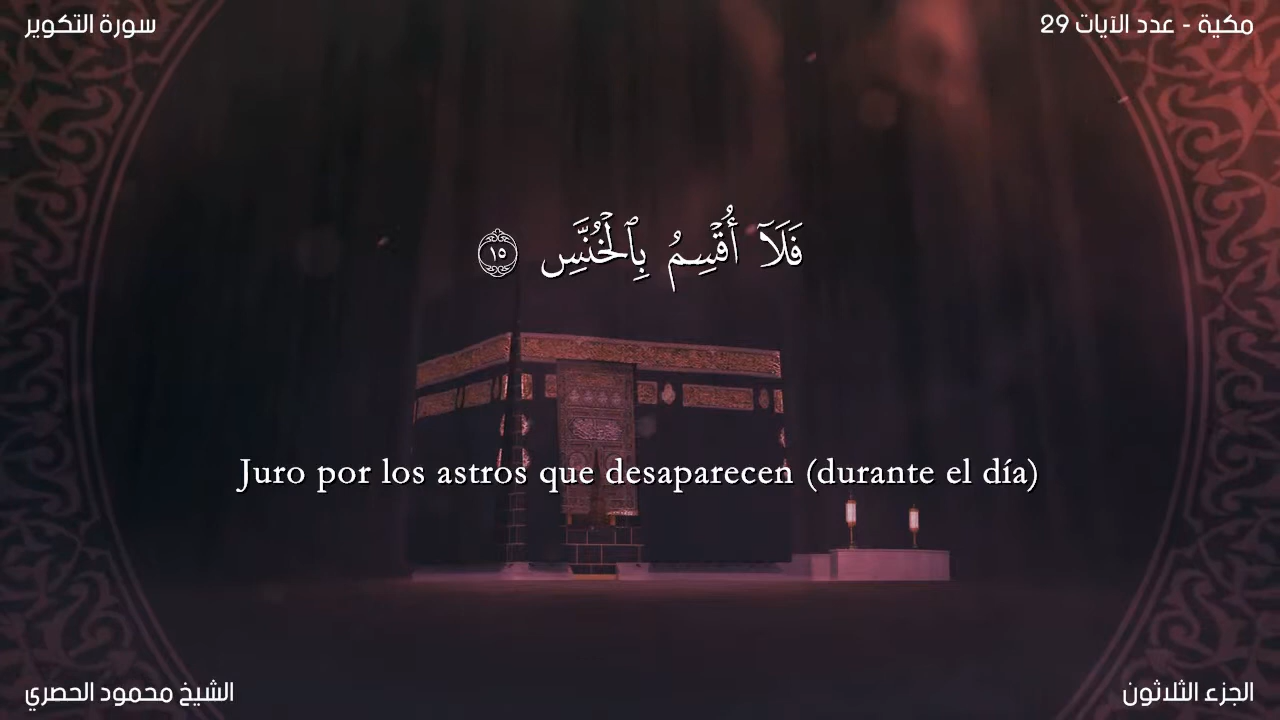 سورة التكوير
مكية - عدد الآيات 29
فَلَآ أُقْسِمُ بِٱلْخُنَّسِ ١٥
Juro por los astros que desaparecen (durante el día)
الشيخ محمود الحصري
الجزء الثلاثون